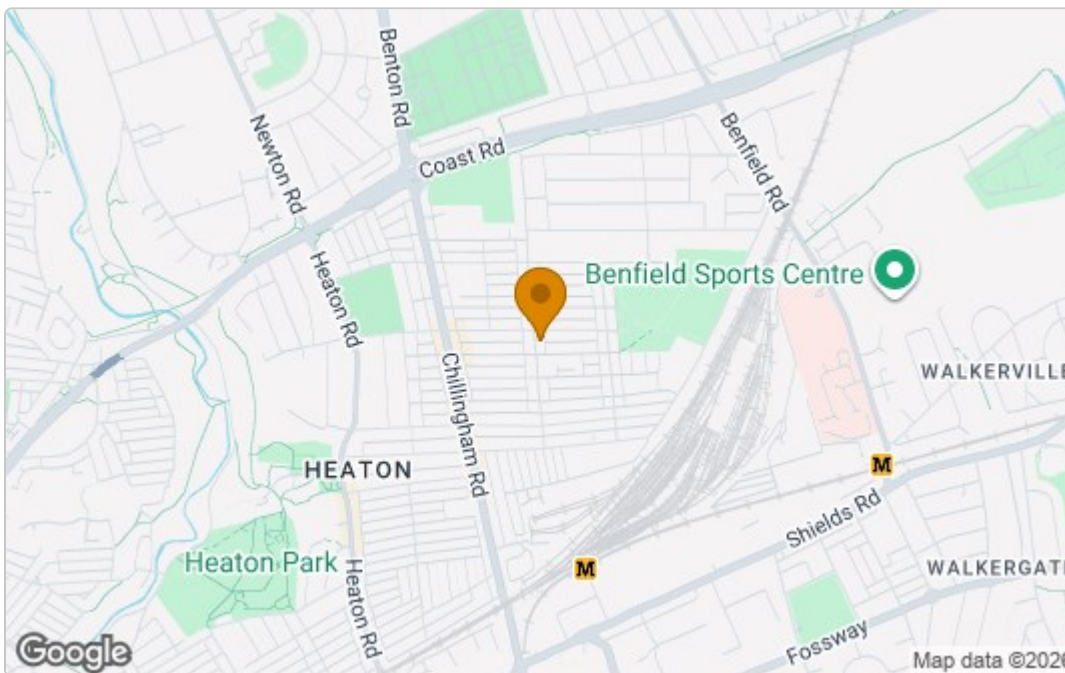 Benton Rd
Newton Rd
Coast Rd
Benfield Rd
Heaton Rd
Benfield Sports Centre
Chillingham Rd
WALKERVILLE
HEATON
M
Shields Rd
Heaton Park
M
Heaton Rd
WALKERGATE
Fossway
Google
Map data ©2026